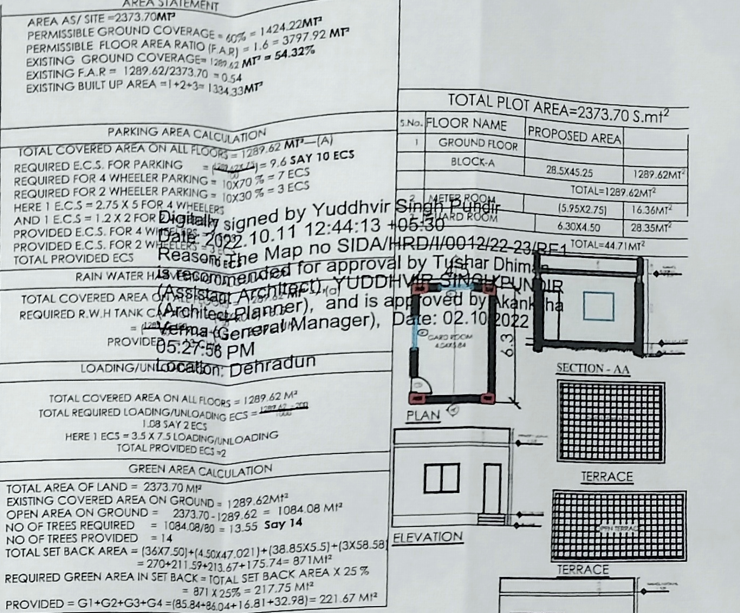 AREA STATEMENT
AREA AS/ SITE =2373.70MT²
PERMISSIBLE GROUND COVERAGE = 60% = 1424.22MT²
PERMISSIBLE FLOOR AREA RATIO (F.A.R) = 1.6 = 3797.92 MT²
EXISTING GROUND COVERAGE= 1289.62 MT² = 54.32%
EXISTING F.A.R = 1289.62/2373.70 =0.54
EXISTING BUILT UP AREA =1+2+3= 1334.33MT²
PARKING AREA CALCULATION
TOTAL COVERED AREA ON ALL FLOORS = 1289.62 MT²—(A)
REQUIRED E.C.S. FOR PARKING = 9.6 SAY 10 ECS
REQUIRED FOR 4 WHEELER PARKING = 10X70 % = 7 ECS
REQUIRED FOR 2 WHEELER PARKING = 10x30 % = 3 ECS
HERE 1 E.C.S = 2.75 X 5 FOR 4 WHEELERS
AND 1 E.C.S = 1.2 X 2 FOR
PROVIDED E.C.S FOR 4
PROVIDED E.C.S FOR 2
TOTAL PROVIDED ECS
Digitally signed by Yuddhvir Singh Pundir
Date: 2022.10.11 12:44:13 +05:30
Reason: The Map no SIDA/HRD/I/0012/22-23/RF1
is recommended for approval by Tushar Dhiman
(Assistant Architect), YUDDHVIR SINGH PUNDIR
(Architect Planner), and is approved by Akanksha
Verma (General Manager), Date: 02.10.2022
05:27:56 PM
Location: Dehradun
RAIN WATER
TOTAL COVERED AREA ON
REQUIRED R.W.H TANK
PROVIDED
LOADING/UN
TOTAL COVERED AREA ON ALL FLOORS = 1289.62 M²
TOTAL REQUIRED LOADING/UNLOADING ECS =
1.08 SAY 2 ECS
HERE 1 ECS = 3.5 X 7.5 LOADING/UNLOADING
TOTAL PROVIDED ECS =2
GREEN AREA CALCULATION
TOTAL AREA OF LAND = 2373.70 Mt²
EXISTING COVERED AREA ON GROUND = 1289.62Mt²
OPEN AREA ON GROUND = 2373.70-1289.62 = 1084.08 Mt²
NO OF TREES REQUIRED = 1084.08/80 = 13.55 Say 14
NO OF TREES PROVIDED = 14
TOTAL SET BACK AREA = (36X7.50)+(4.50X47.021)+(38.85X5.5)+(3X58.58)
= 270+211.59+213.67+175.74= 871M²
REQUIRED GREEN AREA IN SET BACK = TOTAL SET BACK AREA X 25 %
= 871 X 25% = 217.75 Mt²
PROVIDED = G1+G2+G3+G4 =(85.84+86.04+16.81+32.98)= 221.67 Mt²
TOTAL PLOT AREA=2373.70 S.mt²
S.No. FLOOR NAME PROPOSED AREA
1 GROUND FLOOR
BLOCK-A 28.5X45.25 1289.62MT²
TOTAL=1289.62MT²
2 METER ROOM (5.95X2.75) 16.36MT²
GUARD ROOM 6.30X4.50 28.35MT²
TOTAL=44.71MT²
6.3
PLAN
SECTION - AA
TERRACE
ELEVATION
OPEN TERRACE
TERRACE